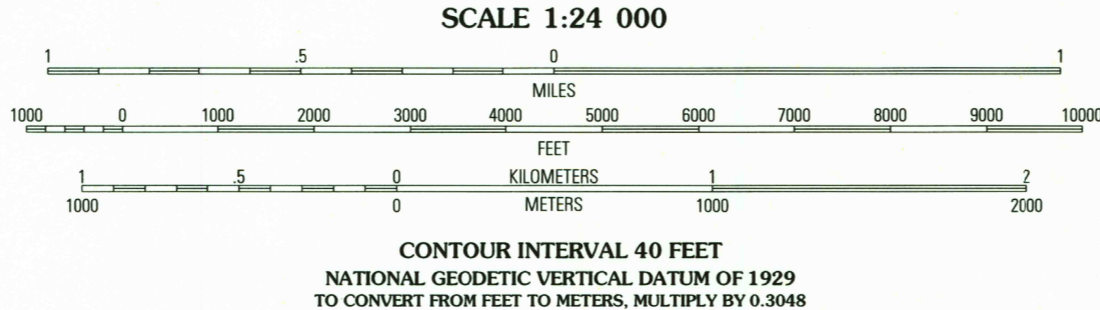 SCALE 1:24 000
1 .5 0 1
MILES
1000 0 1000 2000 3000 4000 5000 6000 7000 8000 9000 10000
FEET
1 .5 0 KILOMETERS 1 2
1000 0 METERS 1000 2000
CONTOUR INTERVAL 40 FEET
NATIONAL GEODETIC VERTICAL DATUM OF 1929
TO CONVERT FROM FEET TO METERS, MULTIPLY BY 0.3048